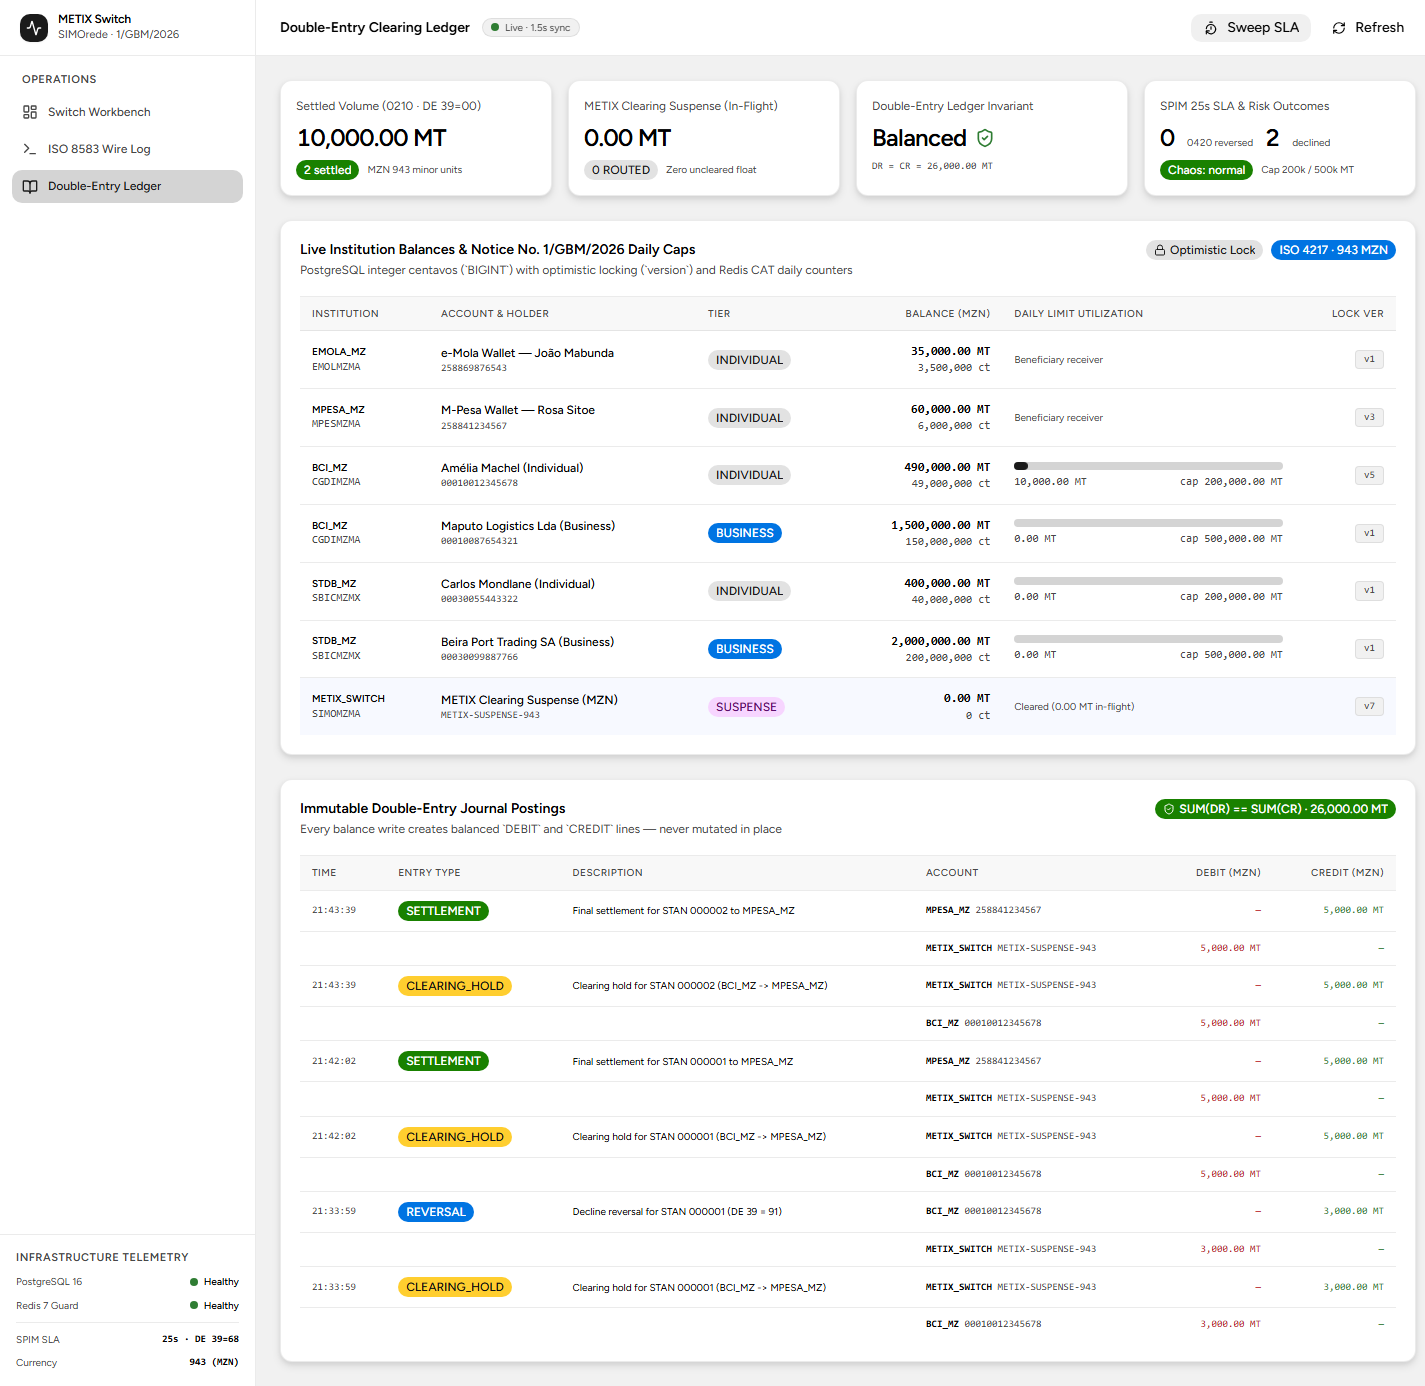 METIX Switch
SIMOrede · 1/GBM/2026
OPERATIONS
Switch Workbench
ISO 8583 Wire Log
Double-Entry Ledger
INFRASTRUCTURE TELEMETRY
PostgreSQL 16 Healthy
Redis 7 Guard Healthy
SPIM SLA 25s · DE 39=68
Currency 943 (MZN)
Double-Entry Clearing Ledger Live · 1.5s sync Sweep SLA Refresh
Settled Volume (0210 · DE 39=00)
10,000.00 MT
2 settled MZN 943 minor units
METIX Clearing Suspense (In-Flight)
0.00 MT
0 ROUTED Zero uncleared float
Double-Entry Ledger Invariant
Balanced
DR = CR = 26,000.00 MT
SPIM 25s SLA & Risk Outcomes
0 0420 reversed 2 declined
Chaos: normal Cap 200k / 500k MT
Live Institution Balances & Notice No. 1/GBM/2026 Daily Caps Optimistic Lock ISO 4217 · 943 MZN
PostgreSQL integer centavos (`BIGINT`) with optimistic locking (`version`) and Redis CAT daily counters
INSTITUTION ACCOUNT & HOLDER TIER BALANCE (MZN) DAILY LIMIT UTILIZATION LOCK VER
EMOLA_MZ e-Mola Wallet — João Mabunda INDIVIDUAL 35,000.00 MT Beneficiary receiver v1
EMOLMZMA 258869876543 3,500,000 ct
MPESA_MZ M-Pesa Wallet — Rosa Sitoe INDIVIDUAL 60,000.00 MT Beneficiary receiver v3
MPESMZMA 258841234567 6,000,000 ct
BCI_MZ Amélia Machel (Individual) INDIVIDUAL 490,000.00 MT v5
CGDIMZMA 00010012345678 49,000,000 ct 10,000.00 MT cap 200,000.00 MT
BCI_MZ Maputo Logistics Lda (Business) BUSINESS 1,500,000.00 MT v1
CGDIMZMA 00010087654321 150,000,000 ct 0.00 MT cap 500,000.00 MT
STDB_MZ Carlos Mondlane (Individual) INDIVIDUAL 400,000.00 MT v1
SBICMZMX 00030055443322 40,000,000 ct 0.00 MT cap 200,000.00 MT
STDB_MZ Beira Port Trading SA (Business) BUSINESS 2,000,000.00 MT v1
SBICMZMX 00030099887766 200,000,000 ct 0.00 MT cap 500,000.00 MT
METIX_SWITCH METIX Clearing Suspense (MZN) SUSPENSE 0.00 MT Cleared (0.00 MT in-flight) v7
SIMOMZMA METIX-SUSPENSE-943 0 ct
Immutable Double-Entry Journal Postings SUM(DR) == SUM(CR) · 26,000.00 MT
Every balance write creates balanced `DEBIT` and `CREDIT` lines — never mutated in place
TIME ENTRY TYPE DESCRIPTION ACCOUNT DEBIT (MZN) CREDIT (MZN)
21:43:39 SETTLEMENT Final settlement for STAN 000002 to MPESA_MZ MPESA_MZ 258841234567 — 5,000.00 MT
METIX_SWITCH METIX-SUSPENSE-943 5,000.00 MT —
21:43:39 CLEARING_HOLD Clearing hold for STAN 000002 (BCI_MZ -> MPESA_MZ) METIX_SWITCH METIX-SUSPENSE-943 — 5,000.00 MT
BCI_MZ 00010012345678 5,000.00 MT —
21:42:02 SETTLEMENT Final settlement for STAN 000001 to MPESA_MZ MPESA_MZ 258841234567 — 5,000.00 MT
METIX_SWITCH METIX-SUSPENSE-943 5,000.00 MT —
21:42:02 CLEARING_HOLD Clearing hold for STAN 000001 (BCI_MZ -> MPESA_MZ) METIX_SWITCH METIX-SUSPENSE-943 — 5,000.00 MT
BCI_MZ 00010012345678 5,000.00 MT —
21:33:59 REVERSAL Decline reversal for STAN 000001 (DE 39 = 91) BCI_MZ 00010012345678 — 3,000.00 MT
METIX_SWITCH METIX-SUSPENSE-943 3,000.00 MT —
21:33:59 CLEARING_HOLD Clearing hold for STAN 000001 (BCI_MZ -> MPESA_MZ) METIX_SWITCH METIX-SUSPENSE-943 — 3,000.00 MT
BCI_MZ 00010012345678 3,000.00 MT —